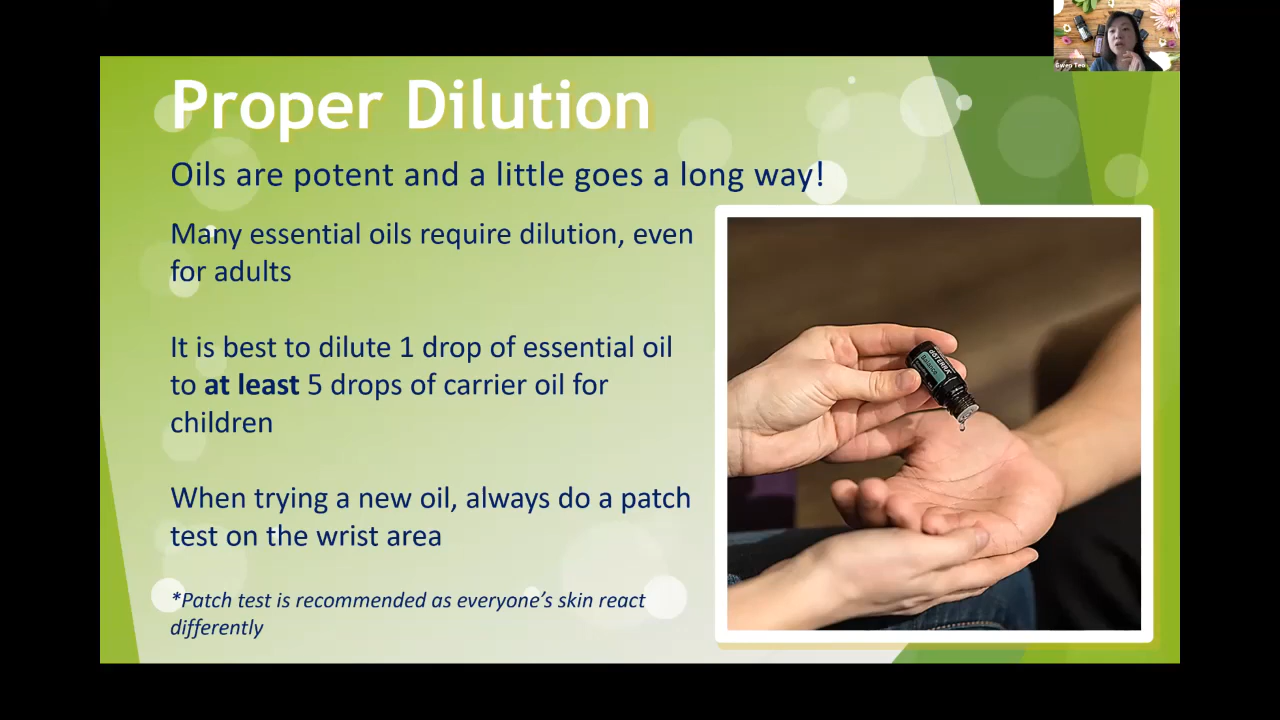 Proper Dilution
Gwen Teo
Oils are potent and a little goes a long way!
Many essential oils require dilution, even
for adults
It is best to dilute 1 drop of essential oil
to at least 5 drops of carrier oil for
children
When trying a new oil, always do a patch
test on the wrist area
*Patch test is recommended as everyone's skin react
differently
dōTERRA